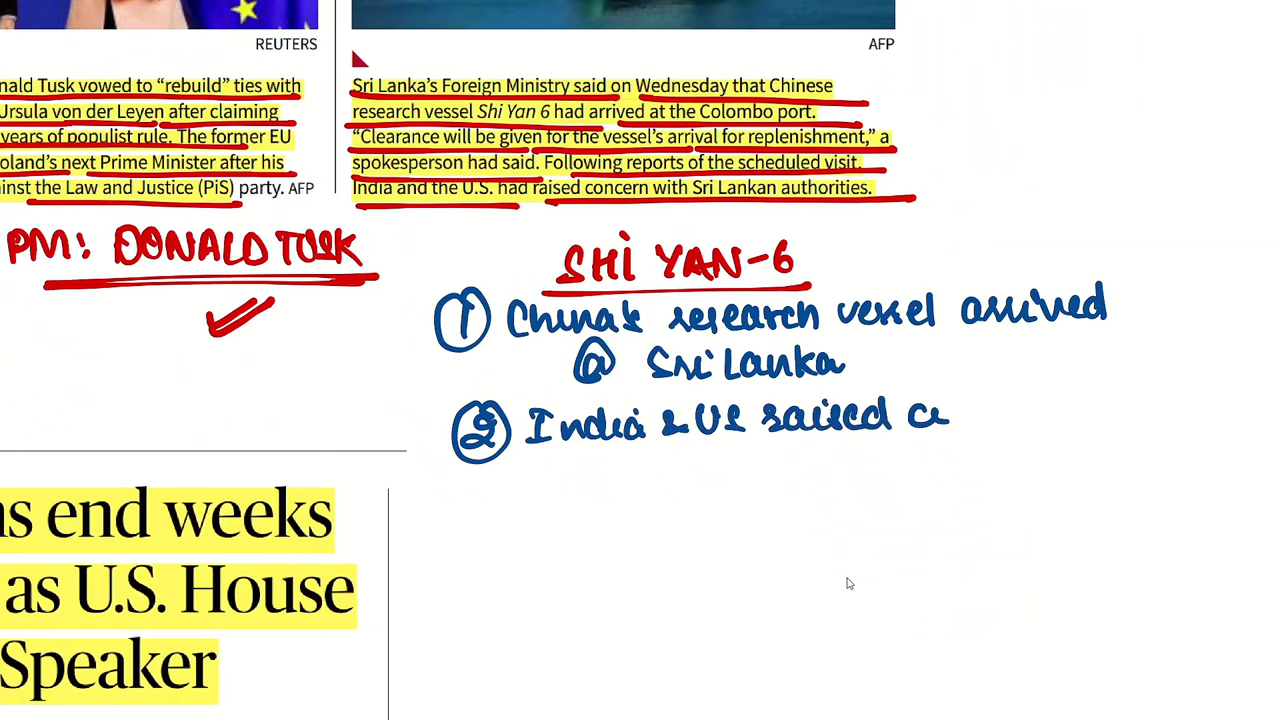 REUTERS
nald Tusk vowed to “rebuild” ties with
Ursula von der Leyen after claiming
years of populist rule. The former EU
oland’s next Prime Minister after his
inst the Law and Justice (PiS) party. AFP
PM: DONALD TUSK
AFP
Sri Lanka’s Foreign Ministry said on Wednesday that Chinese
research vessel Shi Yan 6 had arrived at the Colombo port.
“Clearance will be given for the vessel’s arrival for replenishment,” a
spokesperson had said. Following reports of the scheduled visit.
India and the U.S. had raised concern with Sri Lankan authorities.
SHI YAN-6
1 China's research vessel arrived
@ Sri Lanka
2 India & US raised co
ns end weeks
as U.S. House
Speaker